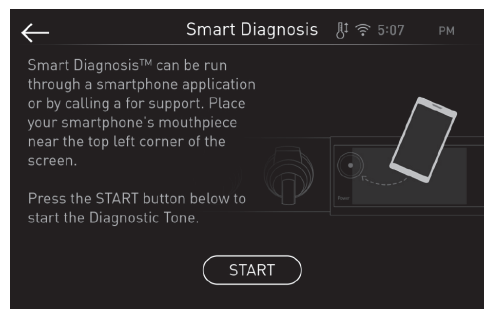 Smart Diagnosis 5:07 PM
Smart Diagnosis™ can be run
through a smartphone application
or by calling a for support. Place
your smartphone's mouthpiece
near the top left corner of the
screen.
Press the START button below to
start the Diagnostic Tone.
Power
START